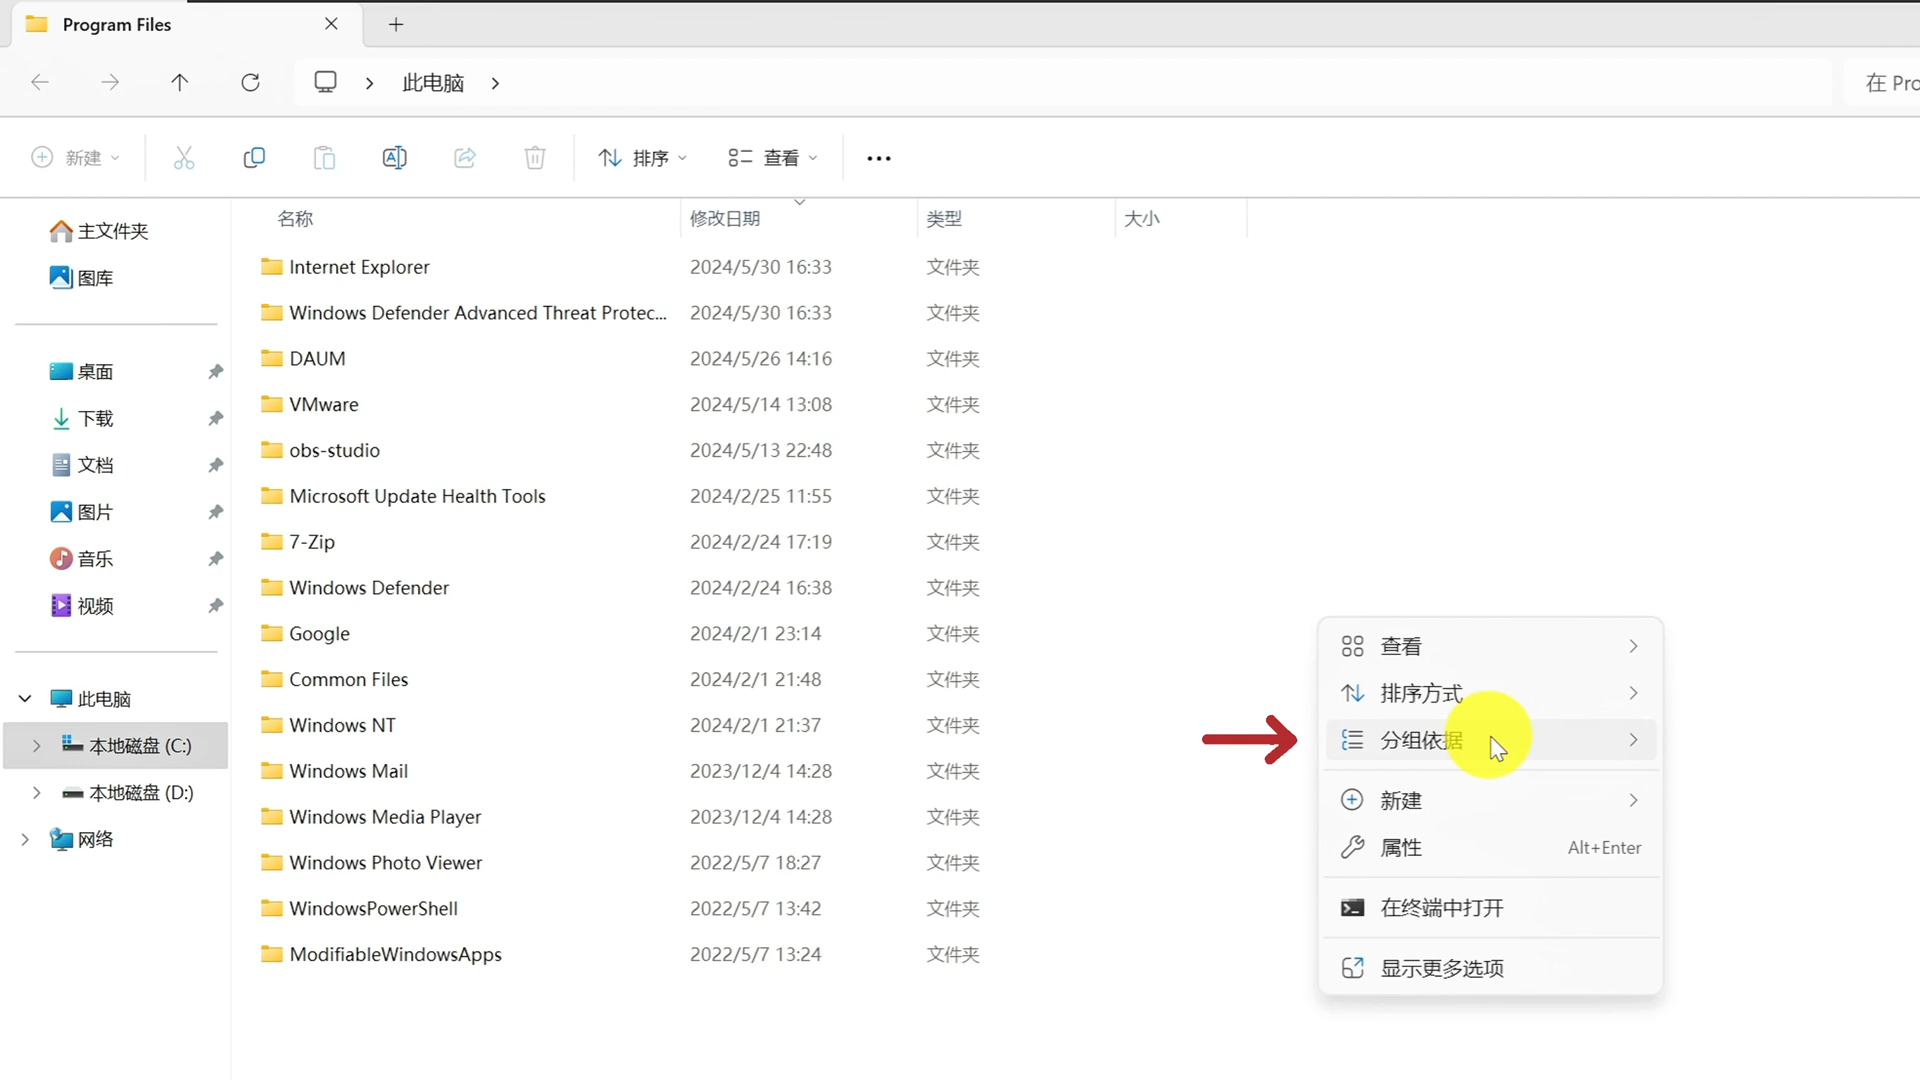 Program Files
此电脑
在 Pro
新建
排序
查看
名称 修改日期 类型 大小
主文件夹
图库
桌面
下载
文档
图片
音乐
视频
此电脑
本地磁盘 (C:)
本地磁盘 (D:)
网络
Internet Explorer 2024/5/30 16:33 文件夹
Windows Defender Advanced Threat Protec... 2024/5/30 16:33 文件夹
DAUM 2024/5/26 14:16 文件夹
VMware 2024/5/14 13:08 文件夹
obs-studio 2024/5/13 22:48 文件夹
Microsoft Update Health Tools 2024/2/25 11:55 文件夹
7-Zip 2024/2/24 17:19 文件夹
Windows Defender 2024/2/24 16:38 文件夹
Google 2024/2/1 23:14 文件夹
Common Files 2024/2/1 21:48 文件夹
Windows NT 2024/2/1 21:37 文件夹
Windows Mail 2023/12/4 14:28 文件夹
Windows Media Player 2023/12/4 14:28 文件夹
Windows Photo Viewer 2022/5/7 18:27 文件夹
WindowsPowerShell 2022/5/7 13:42 文件夹
ModifiableWindowsApps 2022/5/7 13:24 文件夹
查看
排序方式
分组依据
新建
属性 Alt+Enter
在终端中打开
显示更多选项